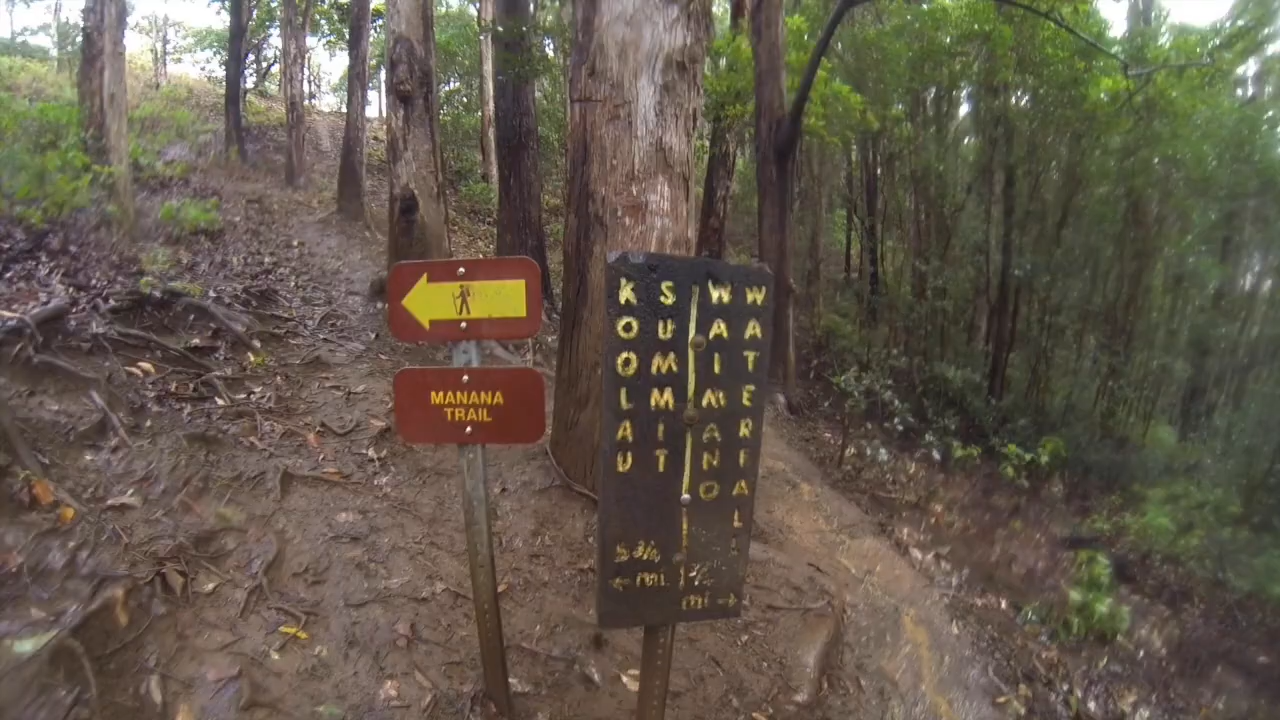 MANANA
TRAIL
KOOLAU
SUMMIT
WAIMANO
WATERFALL
← MI
MI →